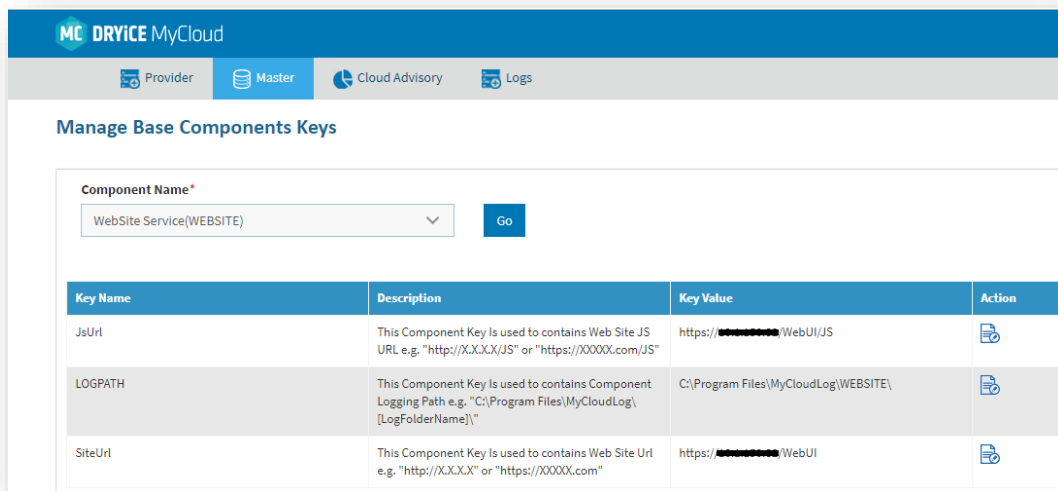 MC DRYiCE MyCloud
Provider Master Cloud Advisory Logs
Manage Base Components Keys
Component Name*
WebSite Service(WEBSITE) Go
Key Name Description Key Value Action
JsUrl This Component Key Is used to contains Web Site JS https:// /WebUI/JS
URL e.g. "http://X.X.X.X/JS" or "https://XXXXX.com/JS"
LOGPATH This Component Key Is used to contains Component C:\Program Files\MyCloudLog\WEBSITE\
Logging Path e.g. "C:\Program Files\MyCloudLog\
[LogFolderName]\"
SiteUrl This Component Key Is used to contains Web Site Url https:// /WebUI
e.g. "http://X.X.X.X" or "https://XXXXX.com"